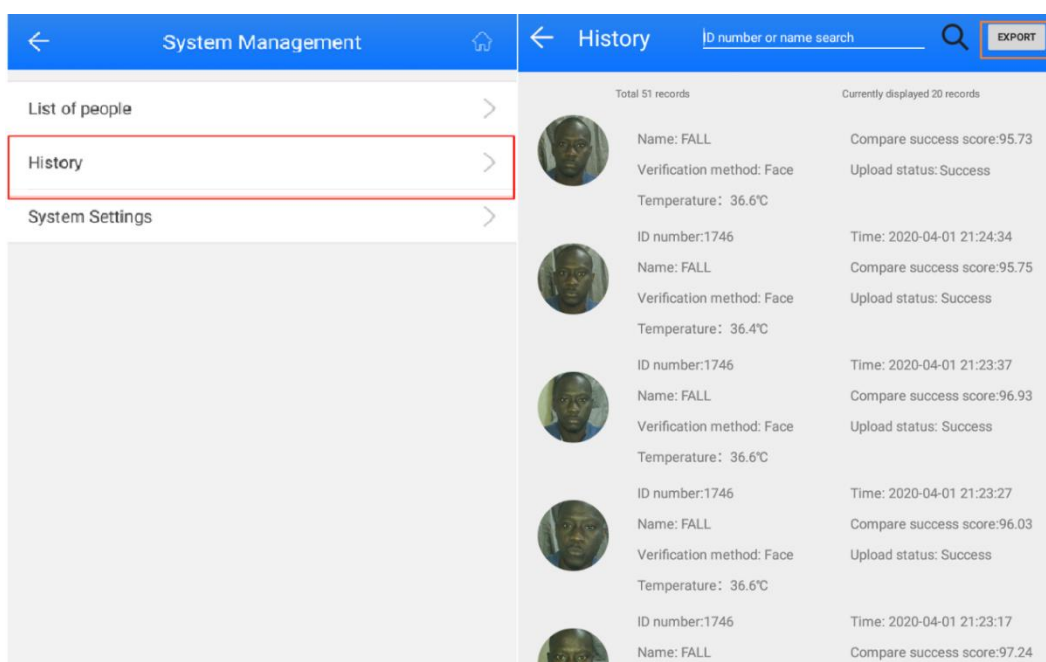 System Management
List of people
History
System Settings
History
ID number or name search
EXPORT
Total 51 records Currently displayed 20 records
Name: FALL Compare success score:95.73
Verification method: Face Upload status: Success
Temperature: 36.6℃
ID number:1746 Time: 2020-04-01 21:24:34
Name: FALL Compare success score:95.75
Verification method: Face Upload status: Success
Temperature: 36.4℃
ID number:1746 Time: 2020-04-01 21:23:37
Name: FALL Compare success score:96.93
Verification method: Face Upload status: Success
Temperature: 36.6℃
ID number:1746 Time: 2020-04-01 21:23:27
Name: FALL Compare success score:96.03
Verification method: Face Upload status: Success
Temperature: 36.6℃
ID number:1746 Time: 2020-04-01 21:23:17
Name: FALL Compare success score:97.24